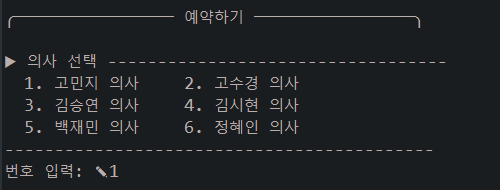 예약하기
▶ 의사 선택 ----------------------------------
1. 고민지 의사 2. 고수경 의사
3. 김승연 의사 4. 김시현 의사
5. 백재민 의사 6. 정혜인 의사
-------------------------------------------
번호 입력: ✎1